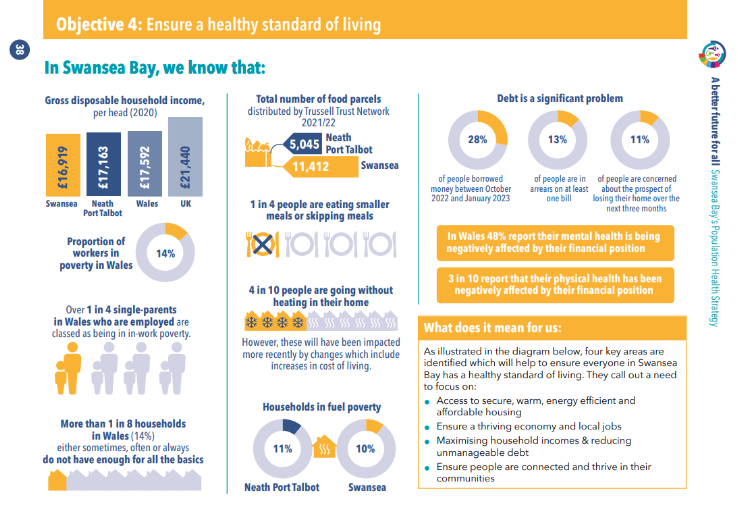 Objective 4: Ensure a healthy standard of living
38
In Swansea Bay, we know that:
Gross disposable household income,
per head (2020)
£16,919
£17,163
£17,592
£21,440
Swansea
Neath
Port Talbot
Wales
UK
Proportion of
workers in
poverty in Wales
14%
Over 1 in 4 single-parents
in Wales who are employed are
classed as being in in-work poverty.
More than 1 in 8 households
in Wales (14%)
either sometimes, often or always
do not have enough for all the basics
Total number of food parcels
distributed by Trussell Trust Network
2021/22
5,045
Neath
Port Talbot
11,412
Swansea
1 in 4 people are eating smaller
meals or skipping meals
4 in 10 people are going without
heating in their home
However, these will have been impacted
more recently by changes which include
increases in cost of living.
Households in fuel poverty
11%
10%
Neath Port Talbot
Swansea
Debt is a significant problem
28%
13%
11%
of people borrowed
money between October
2022 and January 2023
of people are in
arrears on at least
one bill
of people are concerned
about the prospect of
losing their home over the
next three months
In Wales 48% report their mental health is being
negatively affected by their financial position
3 in 10 report that their physical health has been
negatively affected by their financial position
What does it mean for us:
As illustrated in the diagram below, four key areas are
identified which will help to ensure everyone in Swansea
Bay has a healthy standard of living. They call out a need
to focus on:
• Access to secure, warm, energy efficient and
affordable housing
• Ensure a thriving economy and local jobs
• Maximising household incomes & reducing
unmanageable debt
• Ensure people are connected and thrive in their
communities
A better future for all Swansea Bay's Population Health Strategy